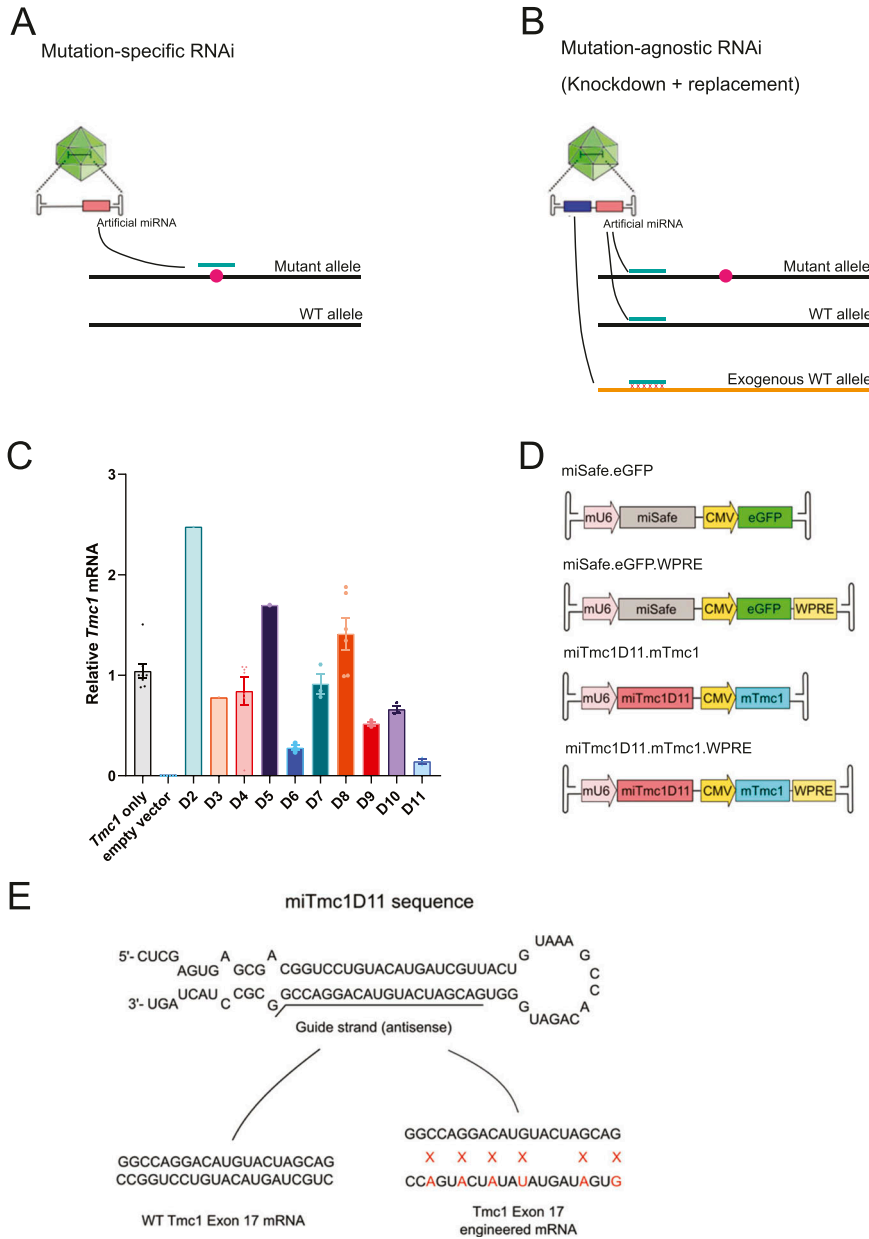 A
Mutation-specific RNAi
Artificial miRNA
Mutant allele
WT allele
B
Mutation-agnostic RNAi
(Knockdown + replacement)
Artificial miRNA
Mutant allele
WT allele
Exogenous WT allele
xxxxxx
C
Relative Tmc1 mRNA
3
2
1
0
Tmc1 only
empty vector
D2
D3
D4
D5
D6
D7
D8
D9
D10
D11
D
miSafe.eGFP
mU6 miSafe CMV eGFP
miSafe.eGFP.WPRE
mU6 miSafe CMV eGFP WPRE
miTmc1D11.mTmc1
mU6 miTmc1D11 CMV mTmc1
miTmc1D11.mTmc1.WPRE
mU6 miTmc1D11 CMV mTmc1 WPRE
E
miTmc1D11 sequence
5'- CUCG AGUG A GCG A CGGUCCUGUACAUGAUCGUUACU G UAAA G C C A
3'- UGA UCAU C CGC G GCCAGGACAUGUACUAGCAGUGG G UAGAC
Guide strand (antisense)
GGCCAGGACAUGUACUAGCAG
CCGGUCCUGUACAUGAUCGUC
WT Tmc1 Exon 17 mRNA
GGCCAGGACAUGUACUAGCAG
X X X X X X
CCAGUACUAUAUAUGAUAGUG
Tmc1 Exon 17
engineered mRNA